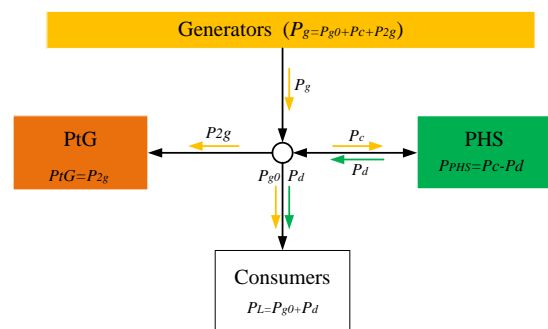 Generators (Pg=Pg0+Pc+P2g)
Pg
P2g
Pc
PtG
PtG=P2g
PHS
PPHS=Pc-Pd
Pd
Pg0 Pd
Consumers
PL=Pg0+Pd